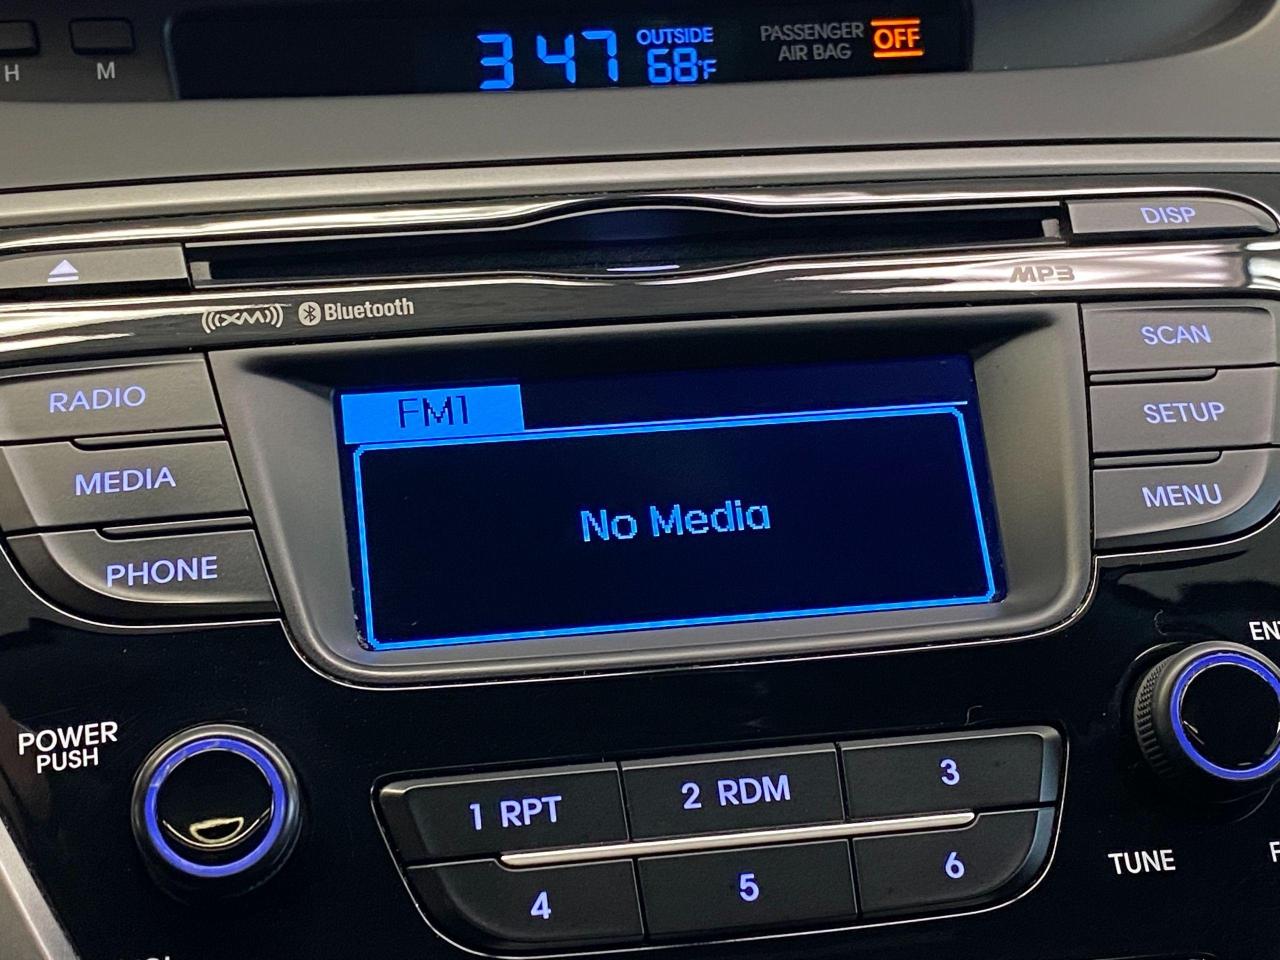 H M
3 47
OUTSIDE
68°F
PASSENGER
AIR BAG
OFF
DISP
MP3
((XM)) Bluetooth
RADIO
MEDIA
PHONE
FM1
No Media
SCAN
SETUP
MENU
POWER
PUSH
1 RPT
2 RDM
3
4
5
6
TUNE